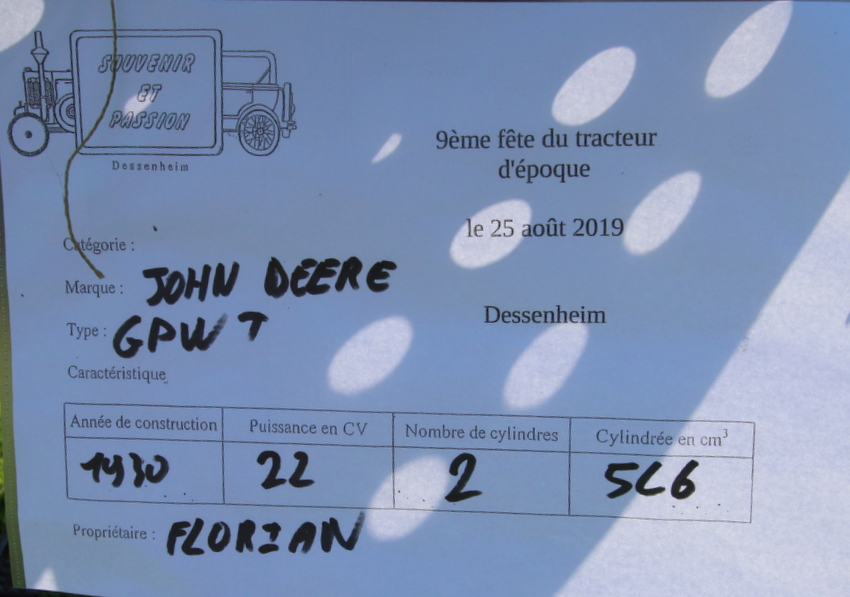 SOUVENIR
ET
PASSION
Dessenheim
9ème fête du tracteur
d'époque
le 25 août 2019
Dessenheim
Catégorie :
Marque : JOHN DEERE
Type : GPW T
Caractéristique
Année de construction Puissance en CV Nombre de cylindres Cylindrée en cm³
1930 22 2 5L6
Propriétaire : FLORIAN